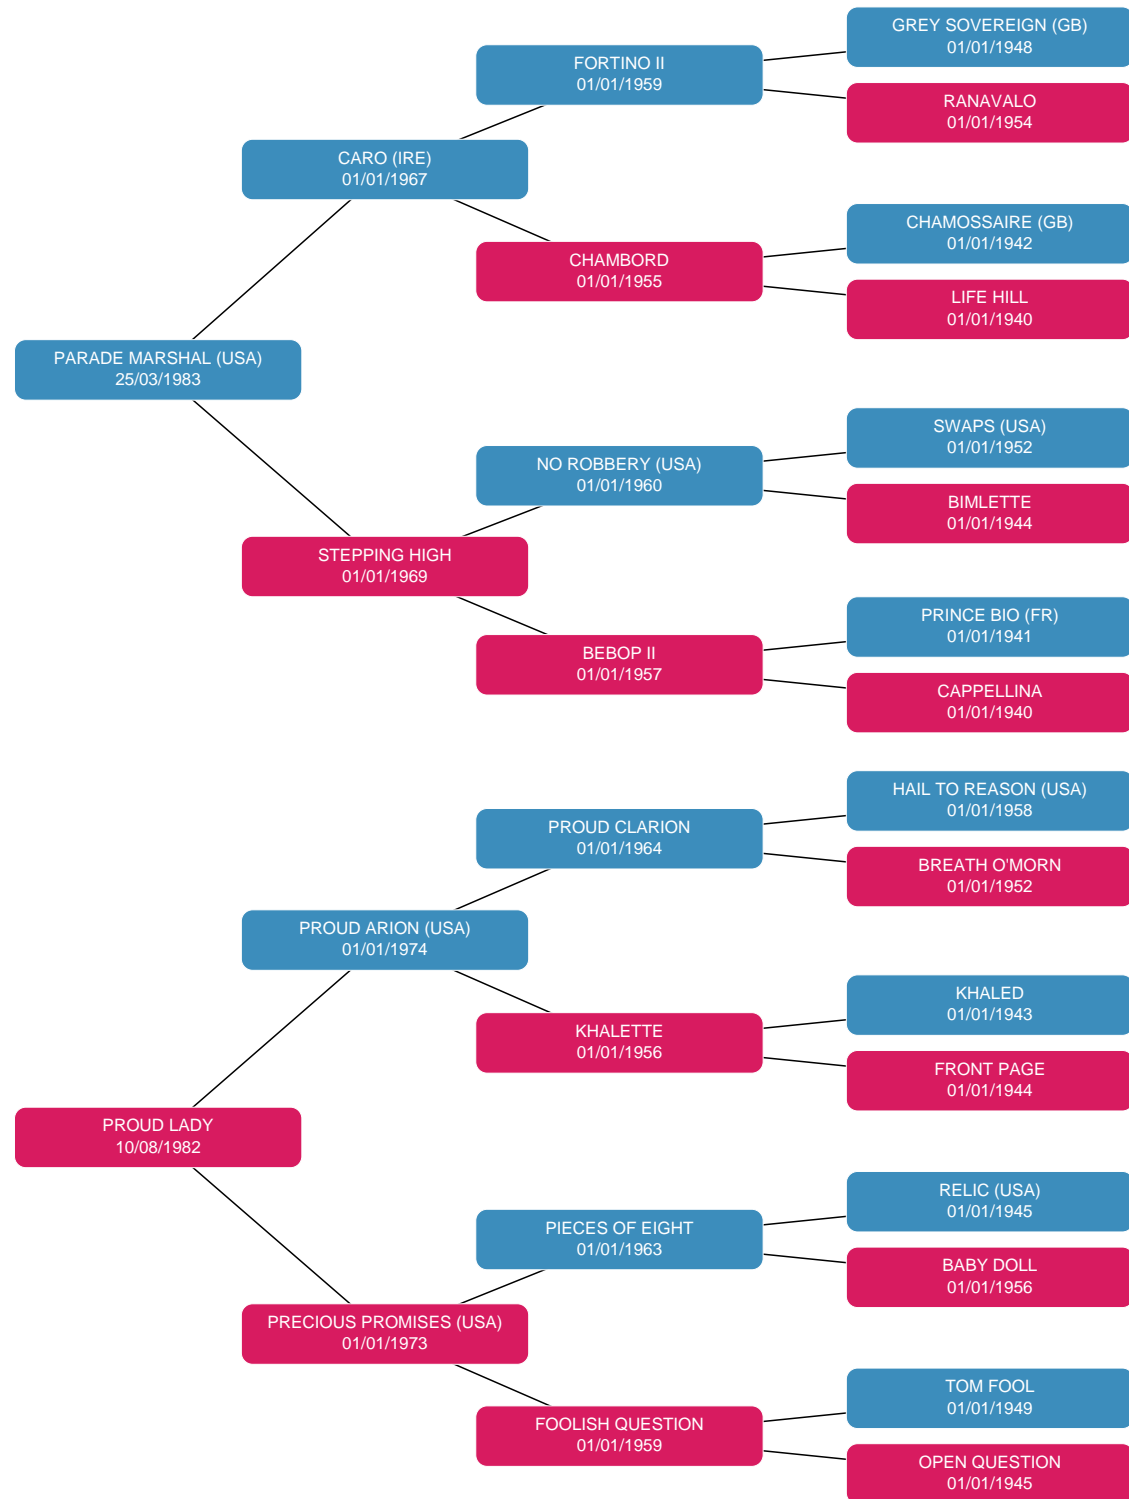 GREY SOVEREIGN (GB)
01/01/1948
FORTINO II
01/01/1959
RANAVALO
01/01/1954
CARO (IRE)
01/01/1967
CHAMOSSAIRE (GB)
01/01/1942
CHAMBORD
01/01/1955
LIFE HILL
01/01/1940
PARADE MARSHAL (USA)
25/03/1983
SWAPS (USA)
01/01/1952
NO ROBBERY (USA)
01/01/1960
BIMLETTE
01/01/1944
STEPPING HIGH
01/01/1969
PRINCE BIO (FR)
01/01/1941
BEBOP II
01/01/1957
CAPPELLINA
01/01/1940
HAIL TO REASON (USA)
01/01/1958
PROUD CLARION
01/01/1964
BREATH O'MORN
01/01/1952
PROUD ARION (USA)
01/01/1974
KHALED
01/01/1943
KHALETTE
01/01/1956
FRONT PAGE
01/01/1944
PROUD LADY
10/08/1982
RELIC (USA)
01/01/1945
PIECES OF EIGHT
01/01/1963
BABY DOLL
01/01/1956
PRECIOUS PROMISES (USA)
01/01/1973
TOM FOOL
01/01/1949
FOOLISH QUESTION
01/01/1959
OPEN QUESTION
01/01/1945